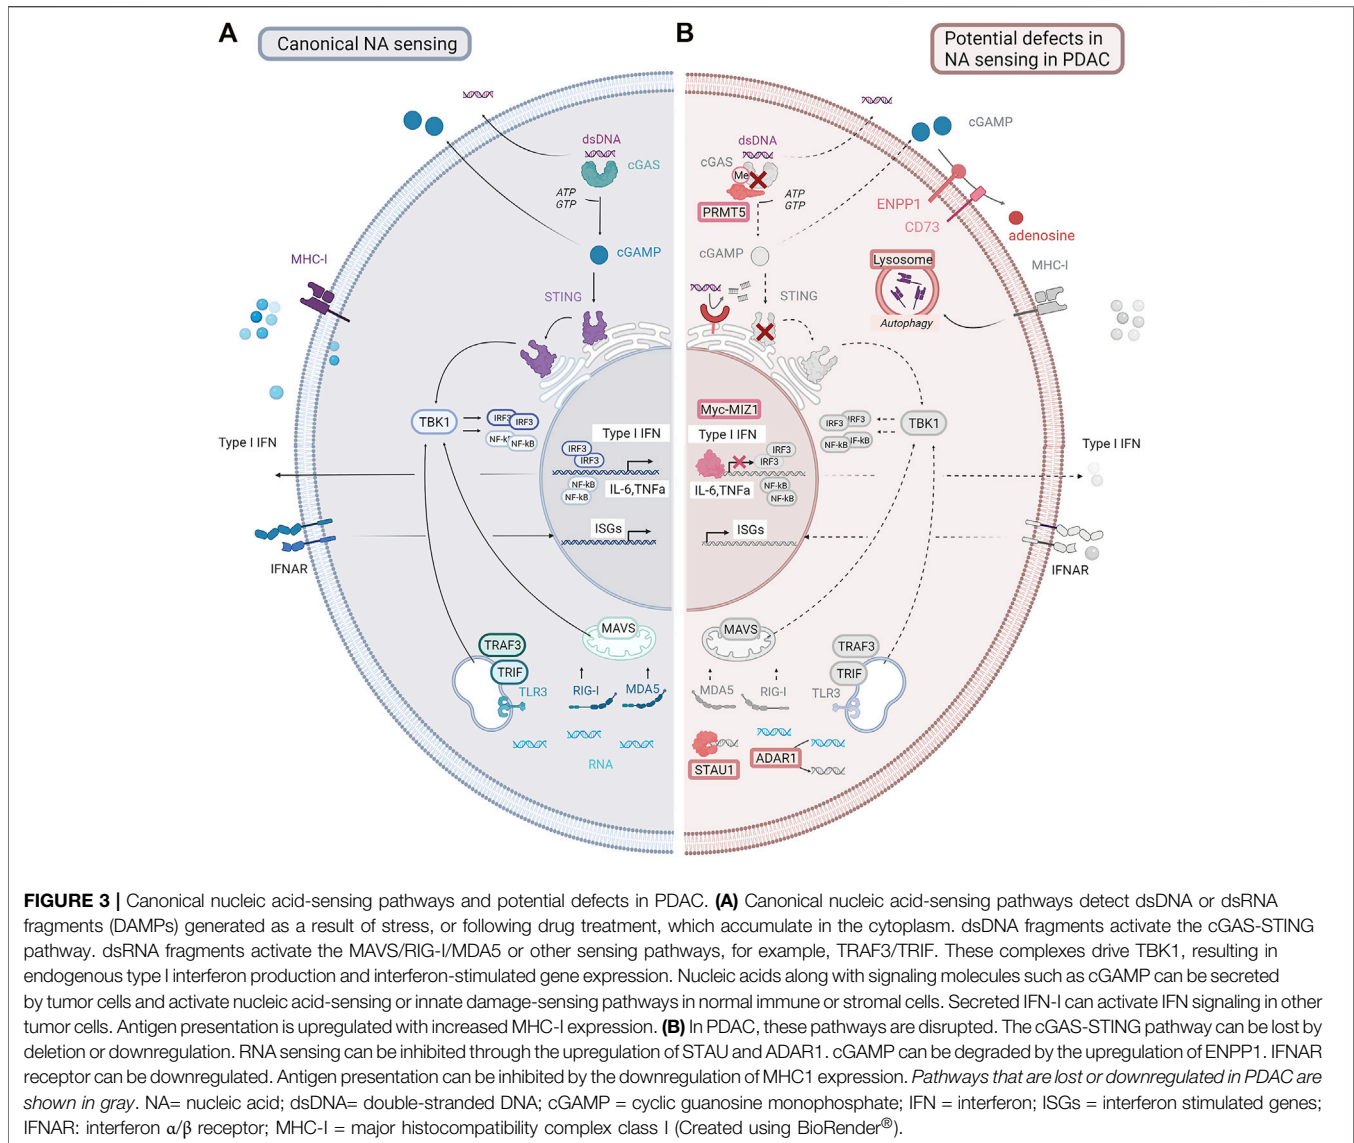 A
Canonical NA sensing
dsDNA
cGAS
ATP
GTP
cGAMP
MHC-I
STING
TBK1
IRF3
IRF3
NF-kB
NF-kB
Type I IFN
Type I IFN
IRF3
IRF3
NF-kB
NF-kB
IL-6,TNFa
ISGs
IFNAR
MAVS
TRAF3
TRIF
TLR3
RIG-I
MDA5
RNA
B
Potential defects in
NA sensing in PDAC
cGAMP
dsDNA
cGAS
Me
ATP
GTP
PRMT5
ENPP1
CD73
adenosine
cGAMP
Lysosome
MHC-I
STING
Autophagy
Myc-MIZ1
Type I IFN
IRF3
IRF3
IRF3
IRF3
TBK1
NF-kB
NF-kB
Type I IFN
IL-6,TNFa
NF-kB
NF-kB
ISGs
IFNAR
MAVS
TRAF3
TRIF
MDA5
RIG-I
TLR3
STAU1
ADAR1
FIGURE 3 | Canonical nucleic acid-sensing pathways and potential defects in PDAC. (A) Canonical nucleic acid-sensing pathways detect dsDNA or dsRNA
fragments (DAMPs) generated as a result of stress, or following drug treatment, which accumulate in the cytoplasm. dsDNA fragments activate the cGAS-STING
pathway. dsRNA fragments activate the MAVS/RIG-I/MDA5 or other sensing pathways, for example, TRAF3/TRIF. These complexes drive TBK1, resulting in
endogenous type I interferon production and interferon-stimulated gene expression. Nucleic acids along with signaling molecules such as cGAMP can be secreted
by tumor cells and activate nucleic acid-sensing or innate damage-sensing pathways in normal immune or stromal cells. Secreted IFN-I can activate IFN signaling in other
tumor cells. Antigen presentation is upregulated with increased MHC-I expression. (B) In PDAC, these pathways are disrupted. The cGAS-STING pathway can be lost by
deletion or downregulation. RNA sensing can be inhibited through the upregulation of STAU and ADAR1. cGAMP can be degraded by the upregulation of ENPP1. IFNAR
receptor can be downregulated. Antigen presentation can be inhibited by the downregulation of MHC1 expression. Pathways that are lost or downregulated in PDAC are
shown in gray. NA= nucleic acid; dsDNA= double-stranded DNA; cGAMP = cyclic guanosine monophosphate; IFN = interferon; ISGs = interferon stimulated genes;
IFNAR: interferon α/β receptor; MHC-I = major histocompatibility complex class I (Created using BioRender®).